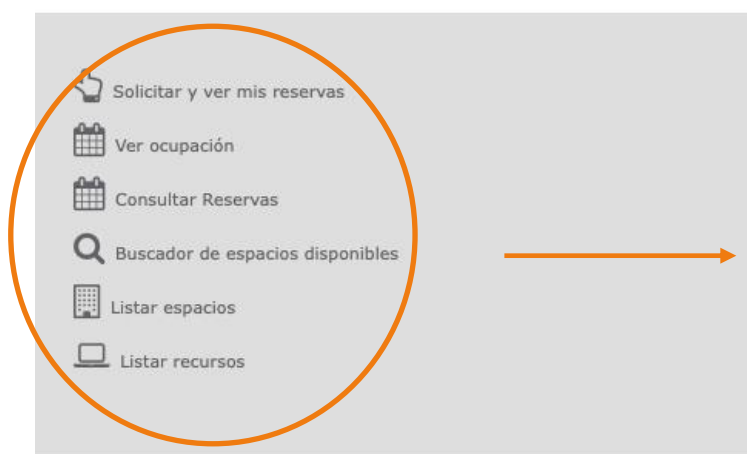 Solicitar y ver mis reservas
Ver ocupación
Consultar Reservas
Buscador de espacios disponibles
Listar espacios
Listar recursos